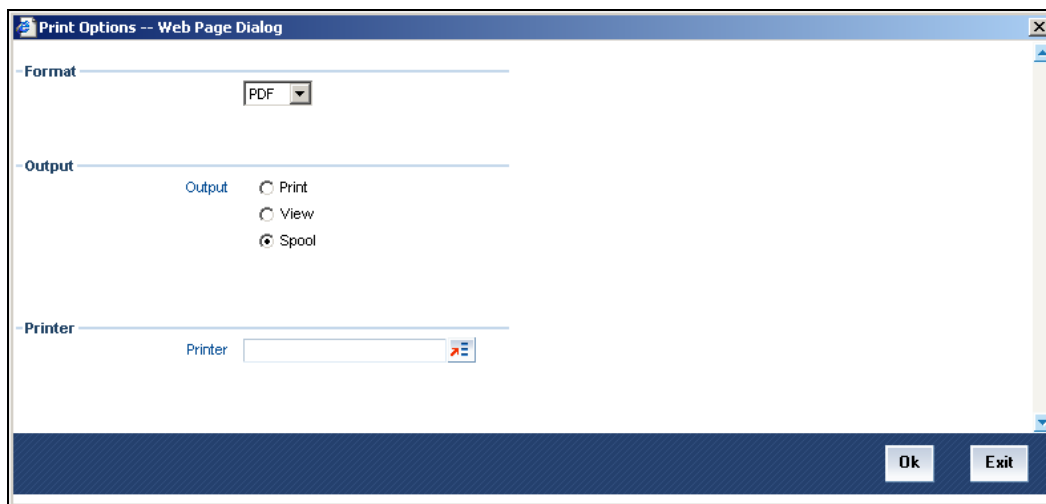 Print Options -- Web Page Dialog
Format
PDF
Output
Output Print
View
Spool
Printer
Printer
Ok Exit